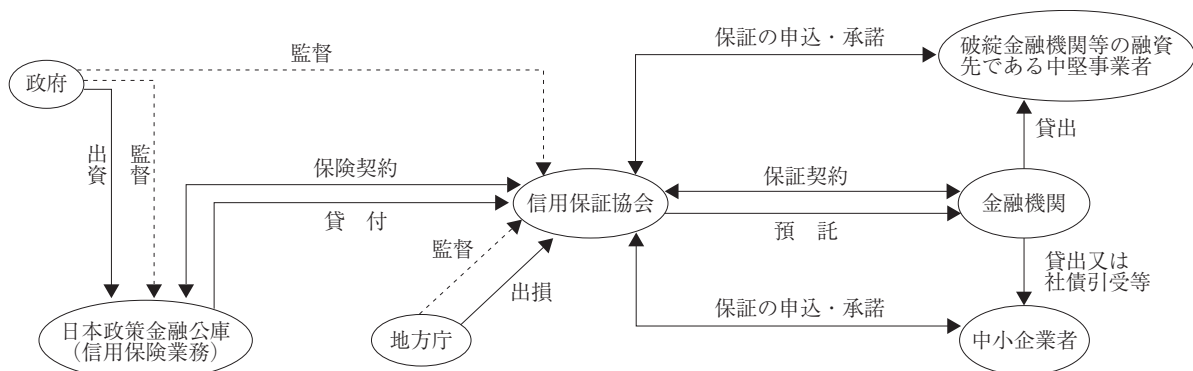 保証の申込・承諾
破綻金融機関等の融資
先である中堅事業者
監督
政府
貸出
出資
監督
保険契約
保証契約
信用保証協会
金融機関
貸 付
預 託
監督
貸出又は
社債引受等
出損
保証の申込・承諾
日本政策金融公庫
(信用保険業務)
地方庁
中小企業者